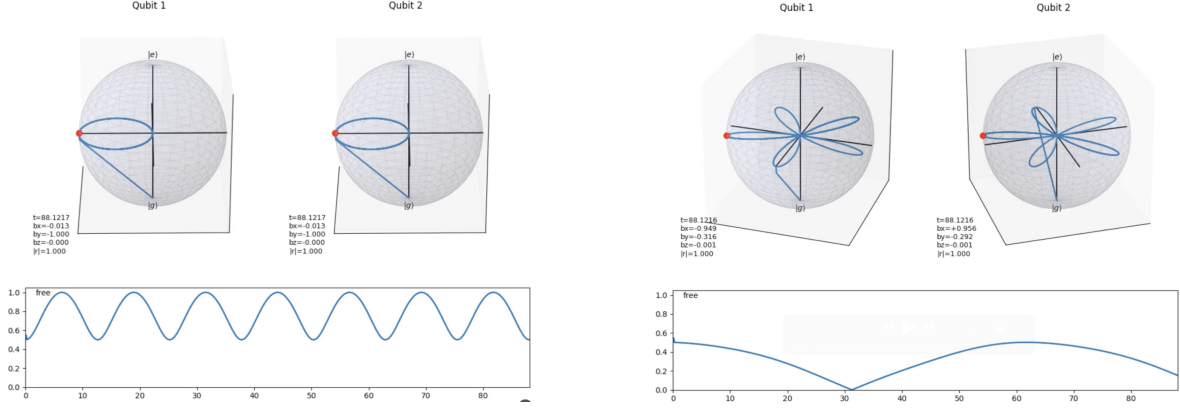 Qubit 1
Qubit 2
|e⟩
|e⟩
|g⟩
|g⟩
t=88.1217
bx=-0.013
by=-1.000
bz=-0.000
|r|=1.000
t=88.1217
bx=-0.013
by=-1.000
bz=-0.000
|r|=1.000
free
1.0
0.8
0.6
0.4
0.2
0.0
0 10 20 30 40 50 60 70 80
Qubit 1
Qubit 2
|e⟩
|e⟩
|g⟩
|g⟩
t=88.1216
bx=-0.949
by=-0.316
bz=-0.001
|r|=1.000
t=88.1216
bx=+0.956
by=-0.292
bz=-0.001
|r|=1.000
free
1.0
0.8
0.6
0.4
0.2
0.0
0 10 20 30 40 50 60 70 80